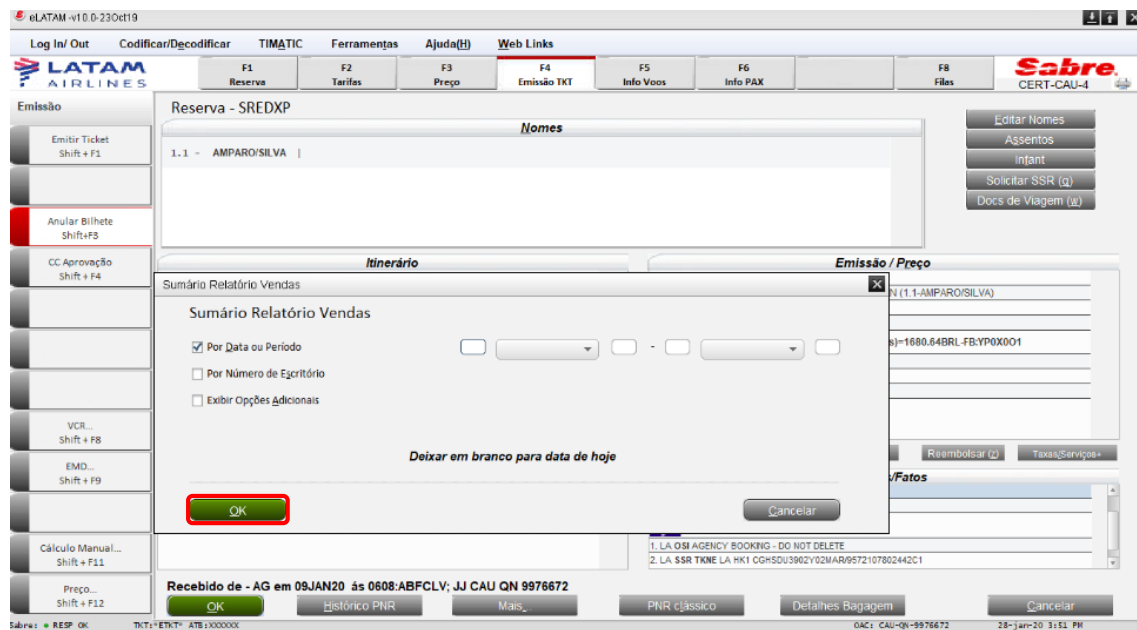 eLATAM -v10.0-23Oct19
Log In/ Out Codificar/Decodificar TIMATIC Ferramentas Ajuda(H) Web Links
LATAM
AIRLINES
F1
Reserva
F2
Tarifas
F3
Preço
F4
Emissão TKT
F5
Info Voos
F6
Info PAX
F8
Filas
Sabre.
CERT-CAU-4
Emissão
Emitir Ticket
Shift + F1
Anular Bilhete
Shift+F3
CC Aprovação
Shift + F4
VCR...
Shift + F8
EMD...
Shift + F9
Cálculo Manual...
Shift + F11
Preço...
Shift + F12
Reserva - SREDXP
Nomes
1.1 - AMPARO/SILVA |
Editar Nomes
Assentos
Infant
Solicitar SSR (q)
Docs de Viagem (w)
Itinerário
Emissão / Preço
N (1.1-AMPARO/SILVA)
s)=1680.64BRL-FB:YP0X0O1
Sumário Relatório Vendas
Sumário Relatório Vendas
Por Data ou Período
-
Por Número de Escritório
Exibir Opções Adicionais
Deixar em branco para data de hoje
OK
Cancelar
Reembolsar (z) Taxas/Serviços+
/Fatos
1. LA OSI AGENCY BOOKING - DO NOT DELETE
2. LA SSR TKNE LA HK1 CGHSDU3902Y02MAR/9572107802442C1
Recebido de - AG em 09JAN20 ás 0608:ABFCLV; JJ CAU QN 9976672
OK Histórico PNR Mais... PNR clássico Detalhes Bagagem Cancelar
Sabre: RESP OK TKT:*ETKT* ATB:XXXXXX OAC: CAU-QN-9976672 28-jan-20 3:51 PM